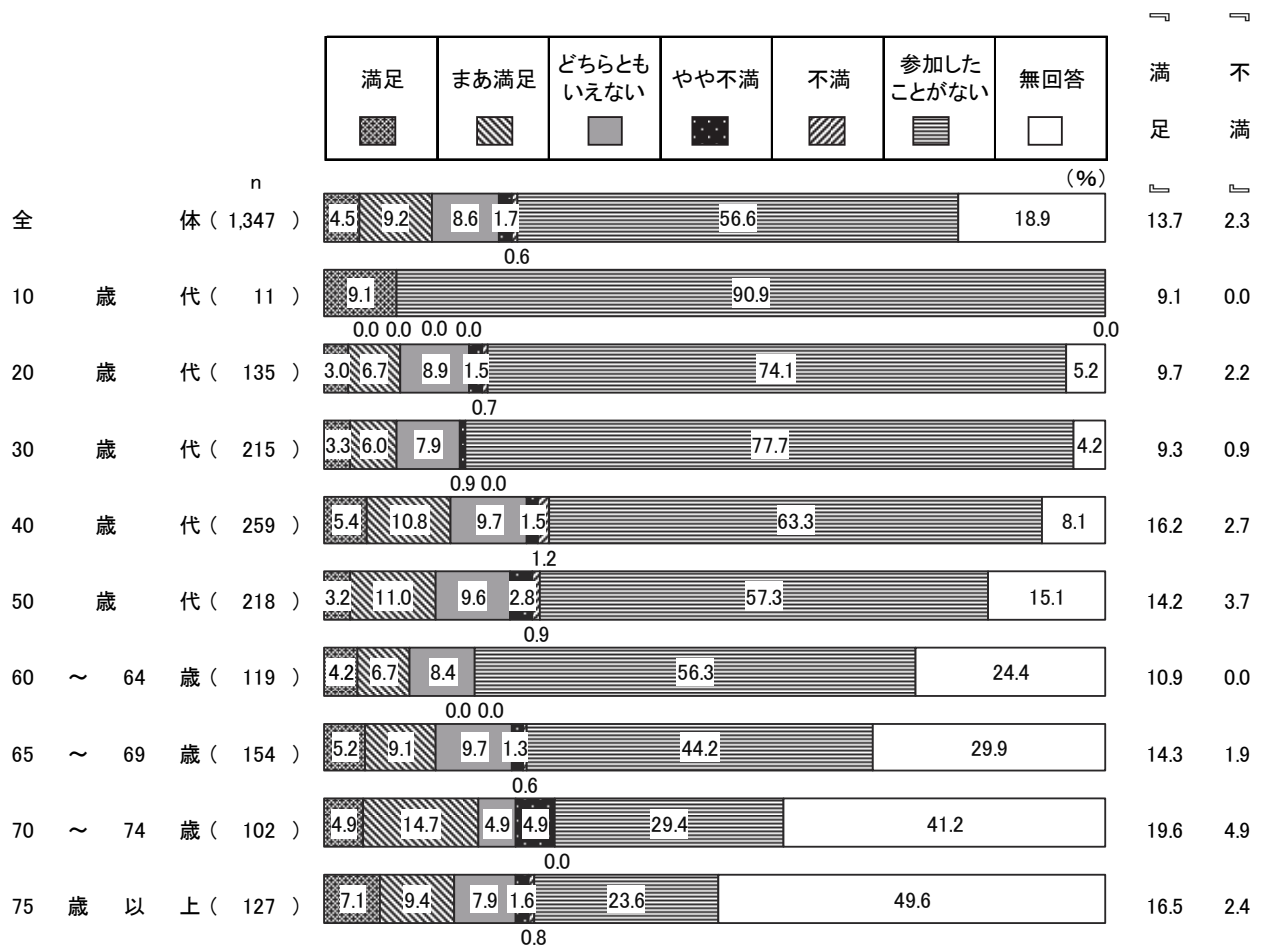 『満足』 『不満』
満足 まあ満足 どちらともいえない やや不満 不満 参加したことがない 無回答
n (%)
全体( 1,347 ) 4.5 9.2 8.6 1.7 56.6 18.9 13.7 2.3
0.6
10歳代( 11 ) 9.1 90.9 9.1 0.0
0.0 0.0 0.0 0.0 0.0
20歳代( 135 ) 3.0 6.7 8.9 1.5 74.1 5.2 9.7 2.2
0.7
30歳代( 215 ) 3.3 6.0 7.9 77.7 4.2 9.3 0.9
0.9 0.0
40歳代( 259 ) 5.4 10.8 9.7 1.5 63.3 8.1 16.2 2.7
1.2
50歳代( 218 ) 3.2 11.0 9.6 2.8 57.3 15.1 14.2 3.7
0.9
60～64歳( 119 ) 4.2 6.7 8.4 56.3 24.4 10.9 0.0
0.0 0.0
65～69歳( 154 ) 5.2 9.1 9.7 1.3 44.2 29.9 14.3 1.9
0.6
70～74歳( 102 ) 4.9 14.7 4.9 4.9 29.4 41.2 19.6 4.9
0.0
75歳以上( 127 ) 7.1 9.4 7.9 1.6 23.6 49.6 16.5 2.4
0.8